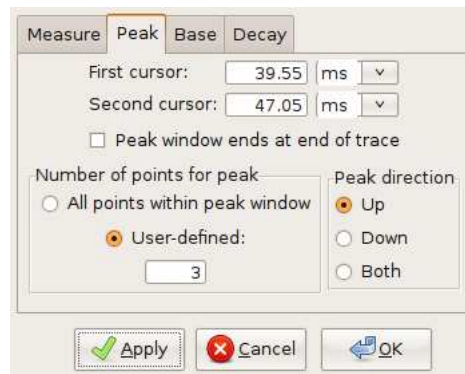 Measure Peak Base Decay
First cursor: 39.55 ms
Second cursor: 47.05 ms
Peak window ends at end of trace
Number of points for peak
All points within peak window
User-defined:
3
Peak direction
Up
Down
Both
Apply Cancel OK